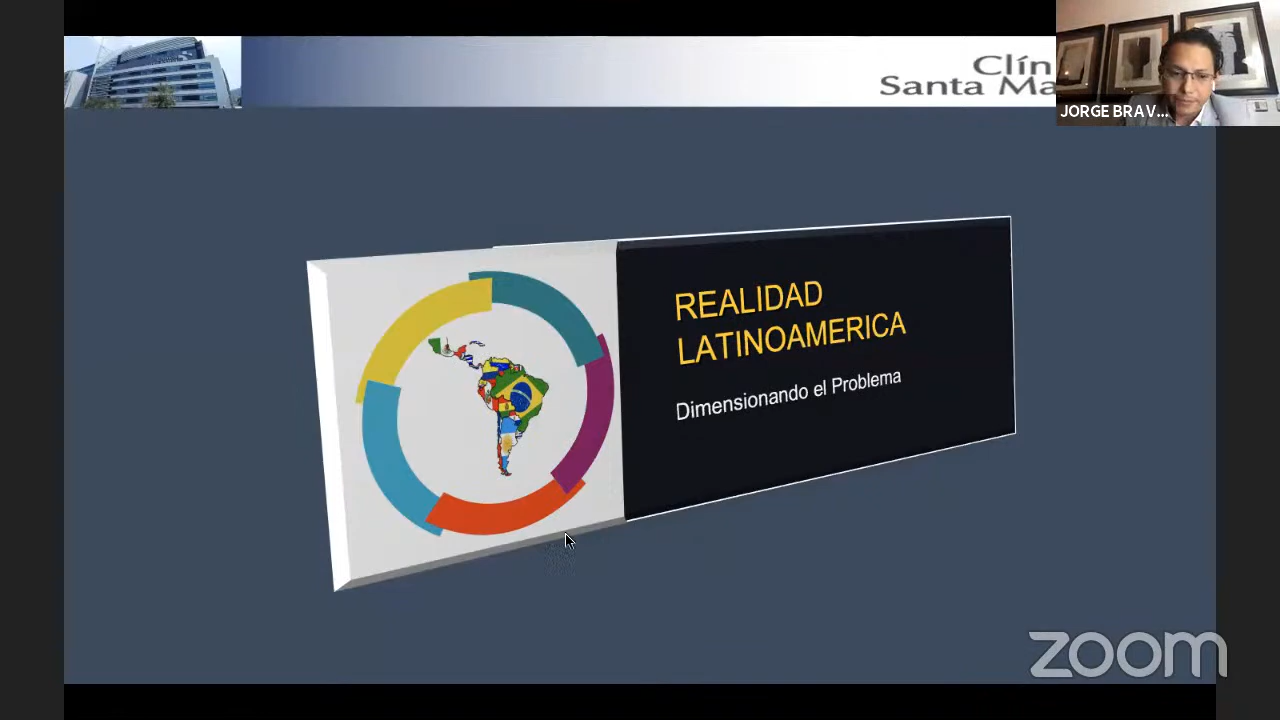 Clín
Santa Ma
JORGE BRAV...
REALIDAD
LATINOAMERICA
Dimensionando el Problema
zoom